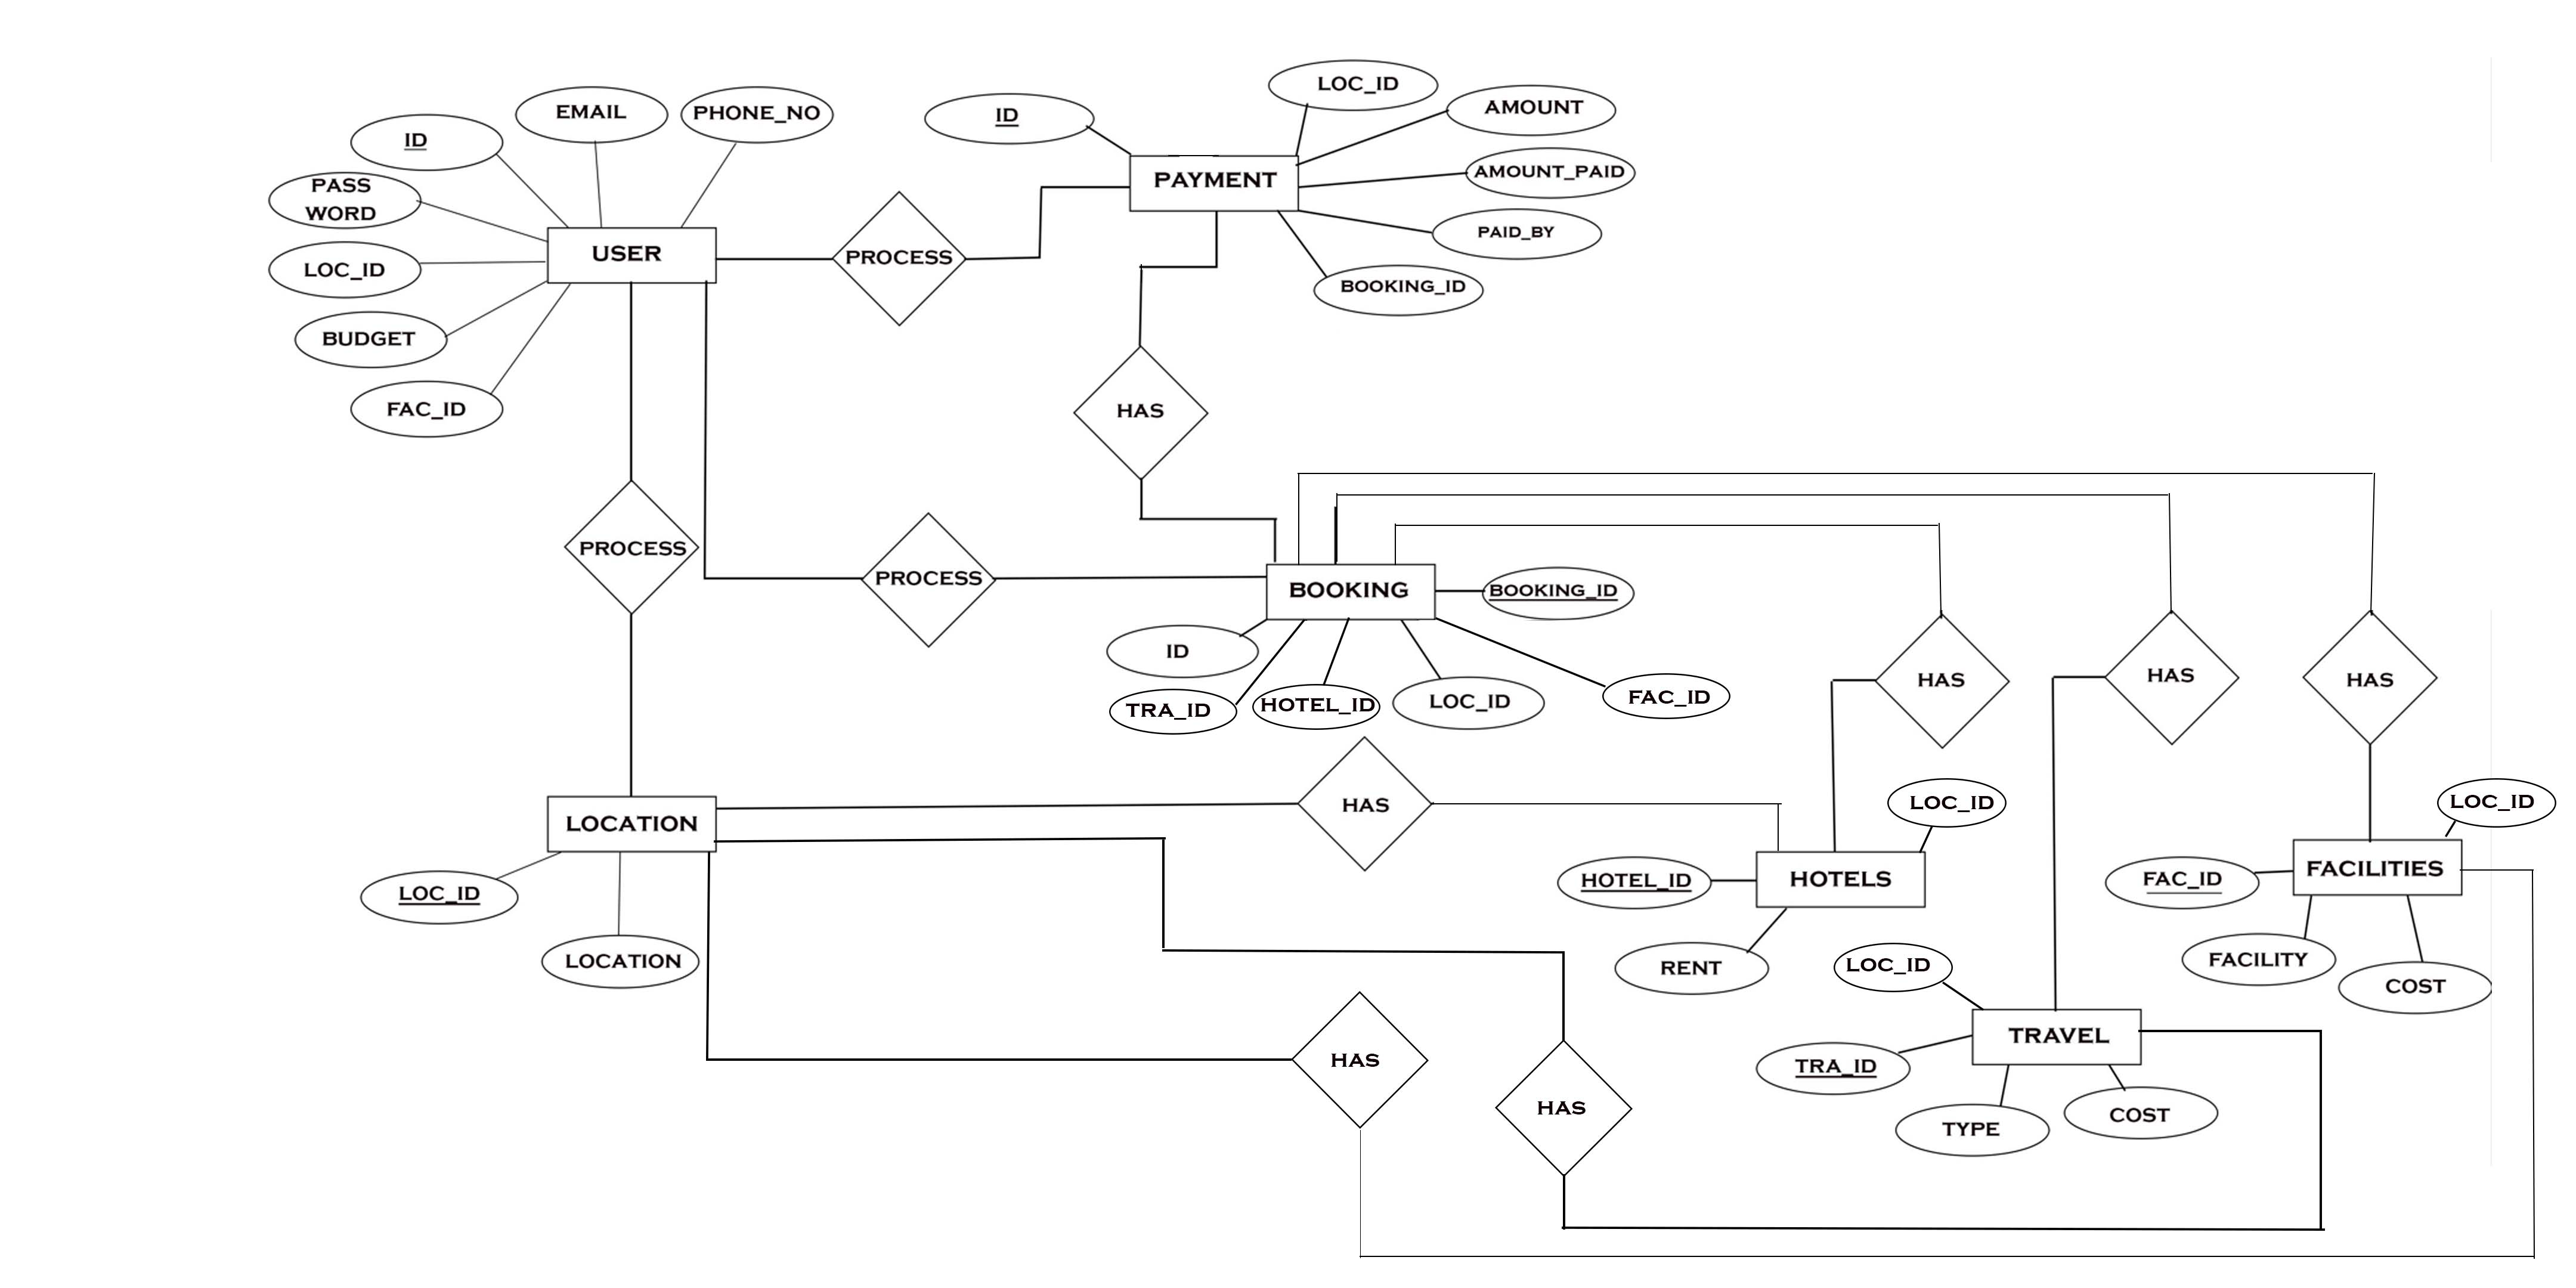 LOC_ID
AMOUNT
EMAIL
PHONE_NO
ID
ID
AMOUNT_PAID
PAYMENT
PASS
WORD
PAID_BY
USER
PROCESS
LOC_ID
BOOKING_ID
BUDGET
FAC_ID
HAS
PROCESS
PROCESS
BOOKING
BOOKING_ID
ID
TRA_ID
HOTEL_ID
LOC_ID
FAC_ID
HAS
HAS
HAS
LOCATION
HAS
LOC_ID
LOC_ID
HOTEL_ID
HOTELS
FAC_ID
FACILITIES
LOC_ID
LOCATION
RENT
LOC_ID
FACILITY
COST
HAS
HAS
TRAVEL
TRA_ID
TYPE
COST